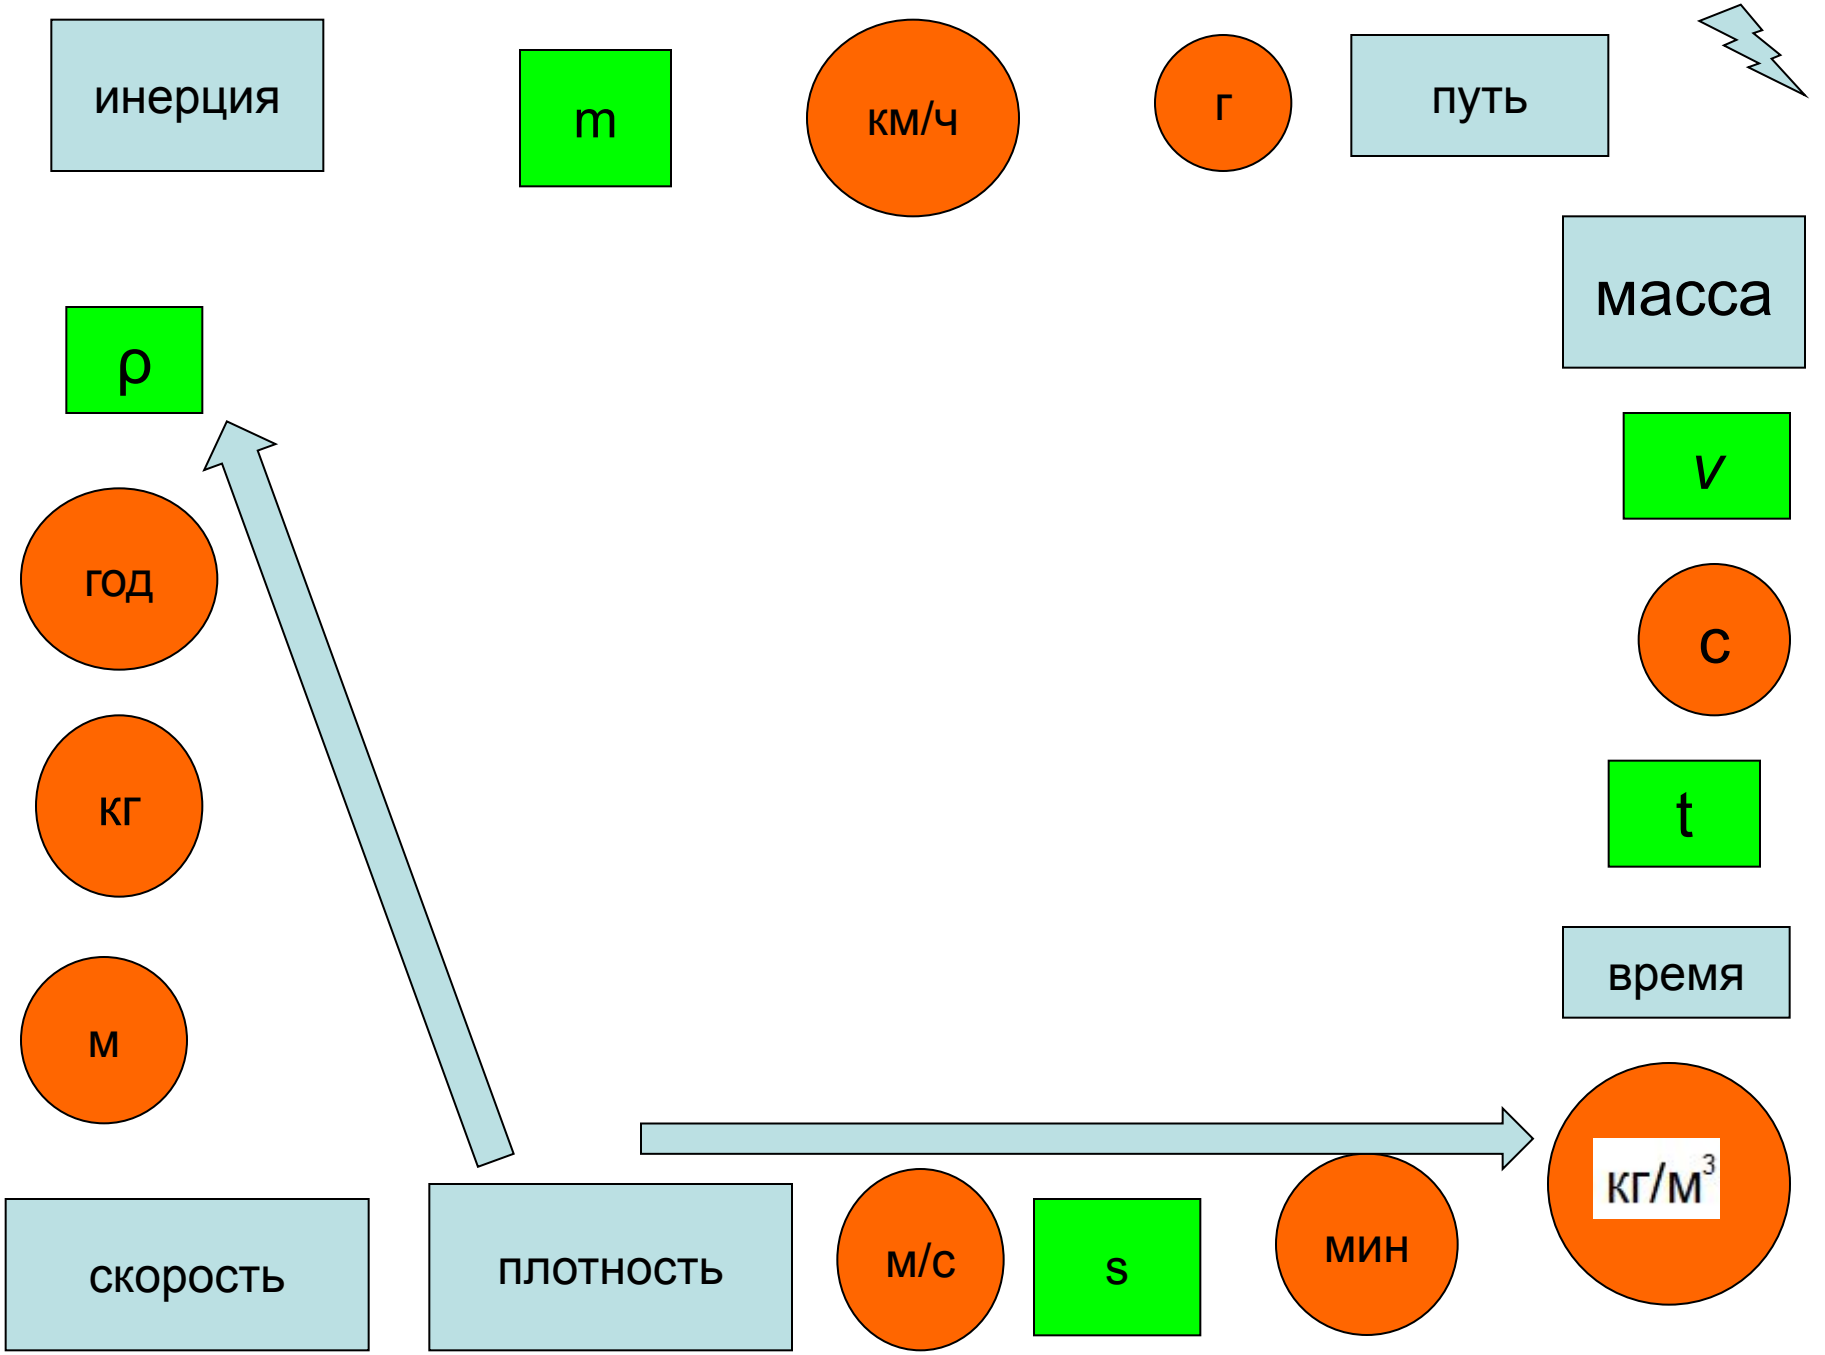 инерция
m
км/ч
г
путь
масса
ρ
v
год
с
кг
t
время
м
кг/м³
скорость
плотность
м/с
s
мин